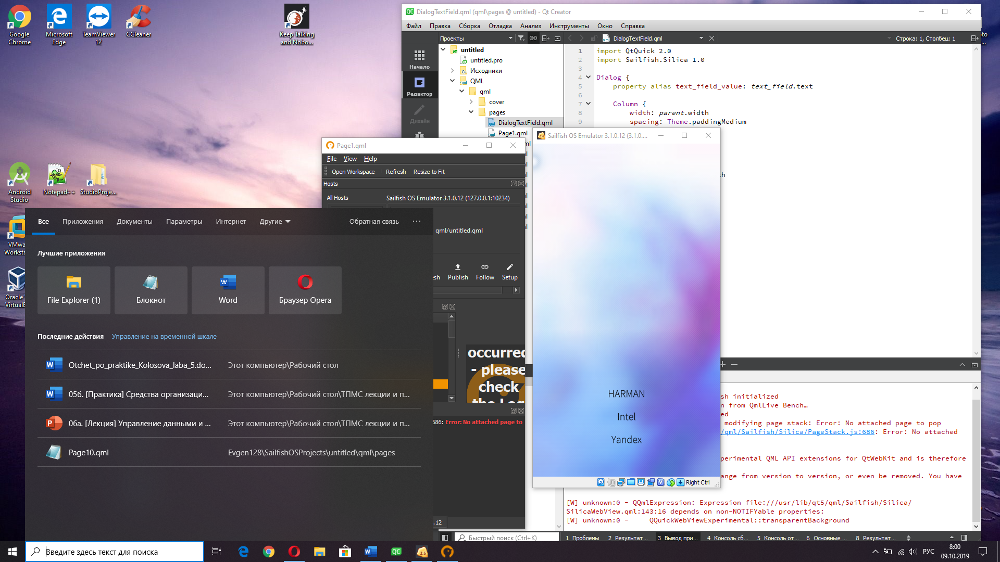 Google
Chrome
Microsoft
Edge
TeamViewer
12
CCleaner
Keep Talking
and Nobo...
Android
Studio
Notepad++
StudioProje...
VMwa
Workst
Oracle
DialogTextField.qml (qml\pages @ untitled) - Qt Creator
Файл Правка Сборка Отладка Анализ Инструменты Окно Справка
Проекты
DialogTextField.qml
Строка: 1, Столбец: 1
Начало
Редактор
Дизайн
untitled
untitled.pro
Исходники
QML
qml
cover
pages
DialogTextField.qml
Page1.qml
1 import QtQuick 2.0
2 import Sailfish.Silica 1.0
3
4 Dialog {
5 property alias text_field_value: text_field.text
6
7 Column {
8 width: parent.width
9 spacing: Theme.paddingMedium
Page1.qml
File View Help
Open Workspace Refresh Resize to Fit
Hosts
All Hosts
Sailfish OS Emulator 3.1.0.12 (127.0.0.1:10234)
qml/untitled.qml
sh Publish Follow Setup
occurred
- please
check
the Log
686: Error: No attached page to
.12
Sailfish OS Emulator 3.1.0.12 (3.1.0....
HARMAN
Intel
Yandex
Right Ctrl
Все Приложения Документы Параметры Интернет Другие Обратная связь ...
Лучшие приложения
File Explorer (1)
Блокнот
Word
Браузер Opera
Последние действия Управление на временной шкале
Otchet_po_praktike_Kolosova_laba_5.do... Этот компьютер\Рабочий стол
05б. [Практика] Средства организаци... Этот компьютер\Рабочий стол\ТПМС лекции и п...
06а. [Лекция] Управление данными и ... Этот компьютер\Рабочий стол\ТПМС лекции и п...
Page10.qml Evgen128\SailfishOSProjects\untitled\qml\pages
sh initialized
n from QmlLive Bench…
ed
modifying page stack: Error: No attached page to pop
/qml/Sailfish/Silica/PageStack.js:686: Error: No attached
perimental QML API extensions for QtWebKit and is therefore
ange from version to version, or even be removed. You have
[W] unknown:0 - QQmlExpression: Expression file:///usr/lib/qt5/qml/Sailfish/Silica/
SilicaWebView.qml:143:16 depends on non-NOTIFYable properties:
[W] unknown:0 - QQuickWebViewExperimental::transparentBackground
Быстрый поиск (Ctrl+K)
1 Проблемы 2 Результат... 3 Вывод при... 4 Консоль сб... 5 Консоль от... 6 Основные ... 8 Результат...
Введите здесь текст для поиска
РУС
8:00
09.10.2019